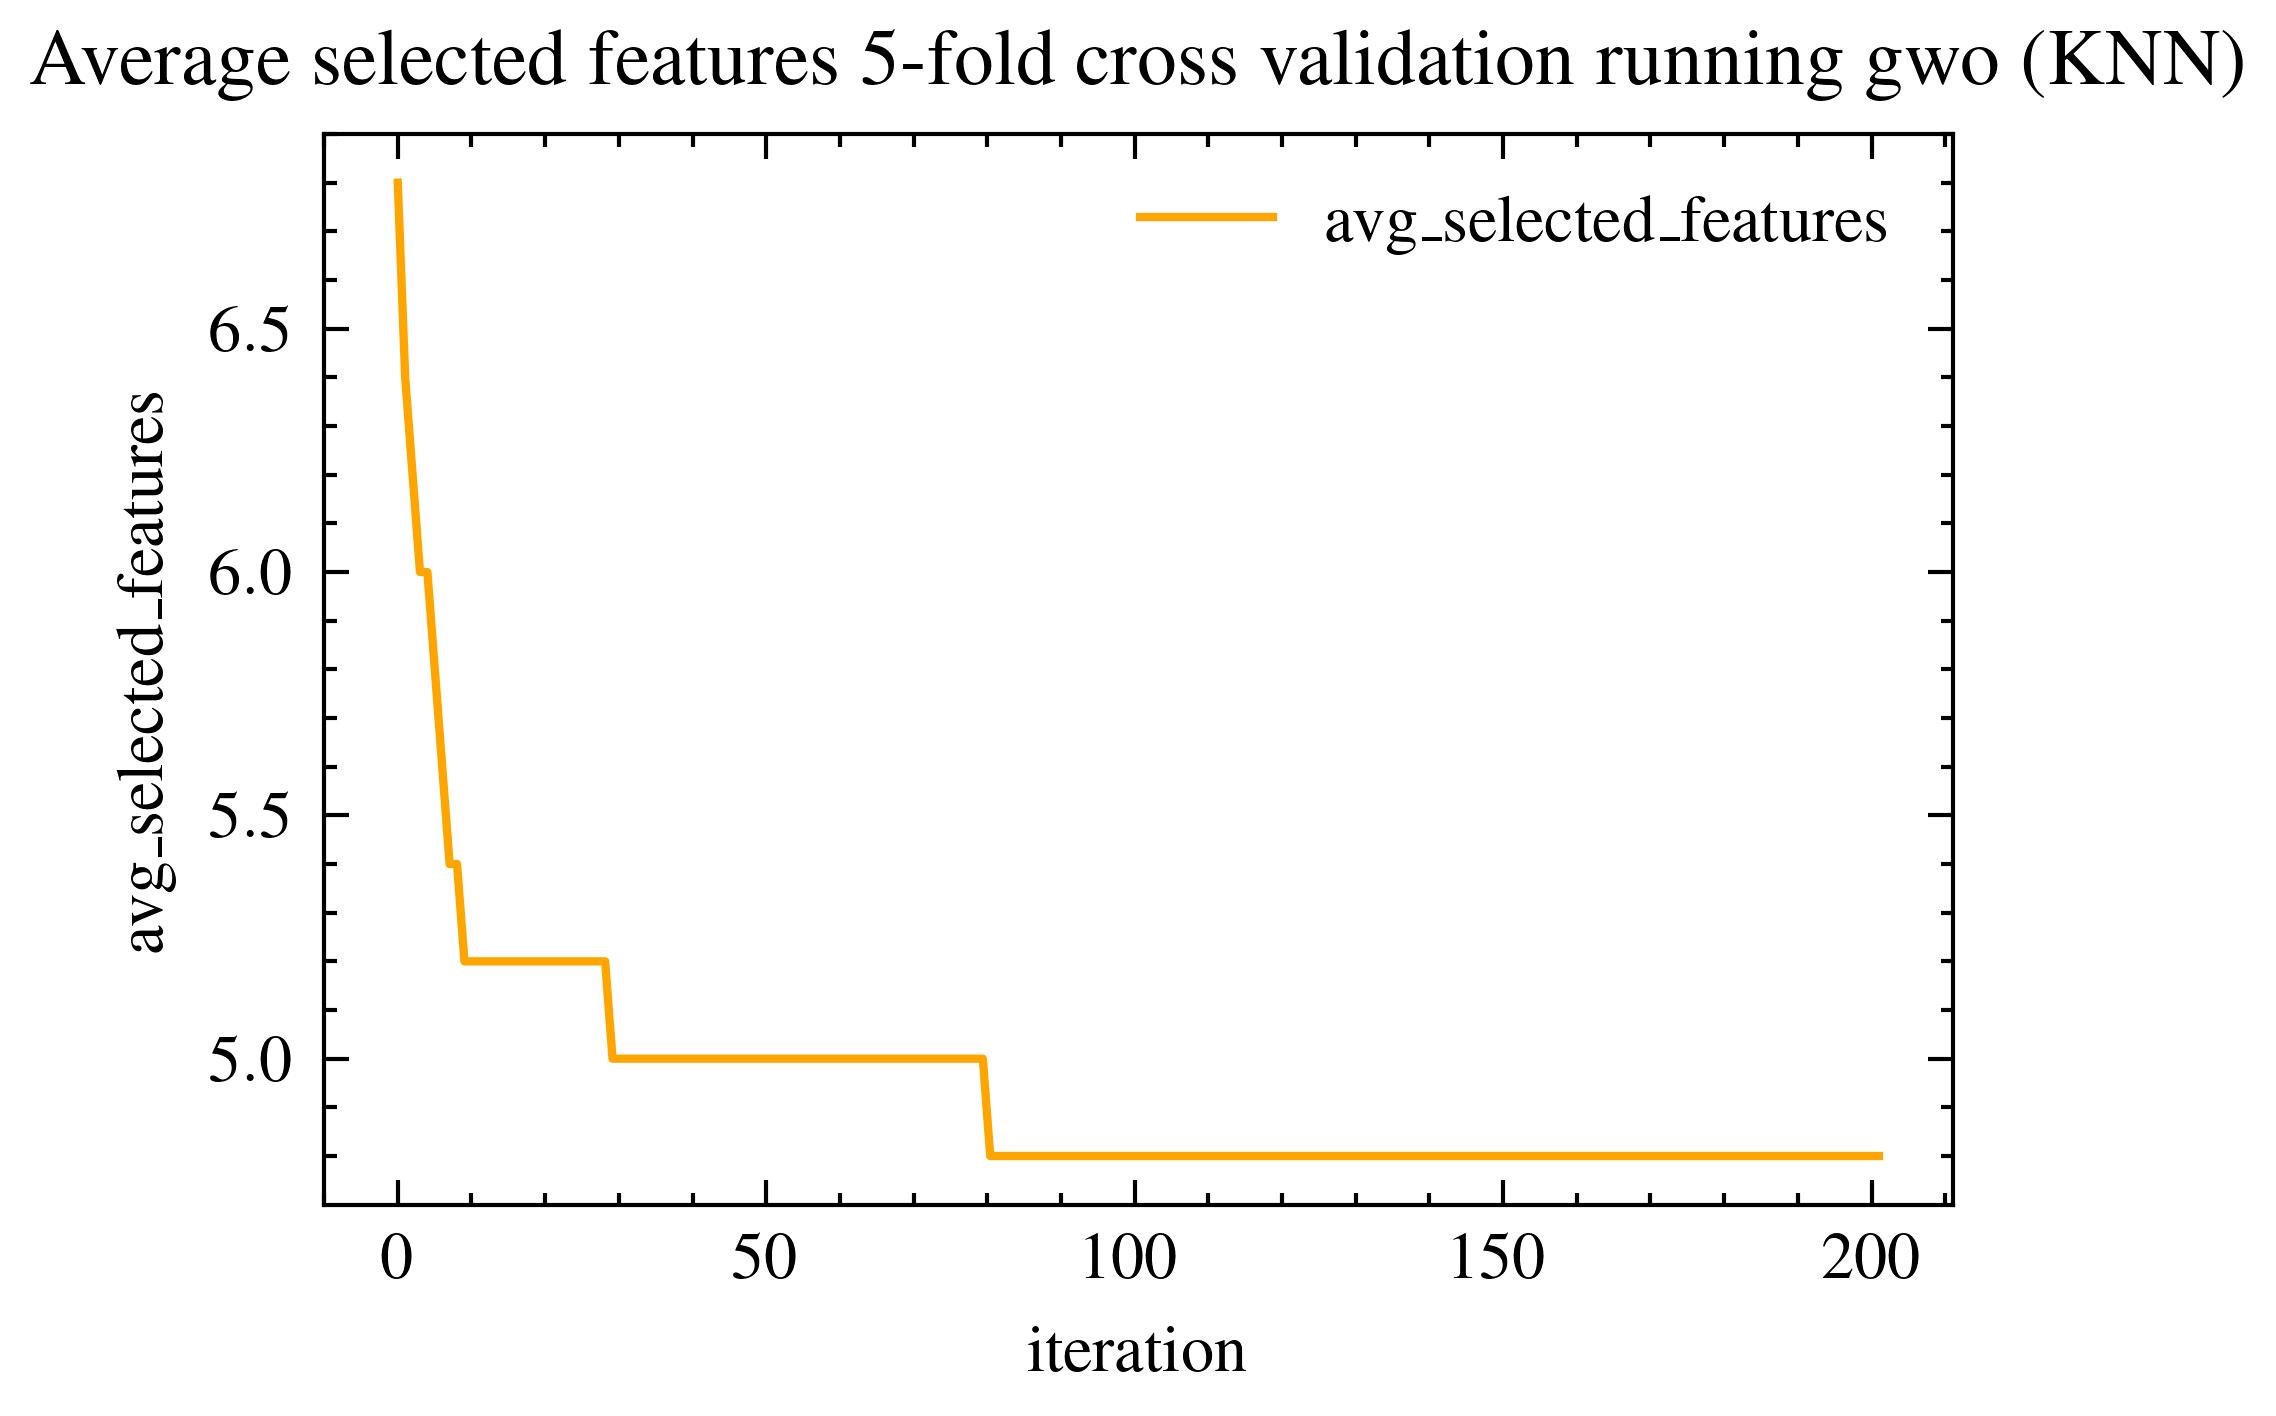 Average selected features 5-fold cross validation running gwo (KNN)
avg_selected_features
avg_selected_features
6.5
6.0
5.5
5.0
0 50 100 150 200
iteration